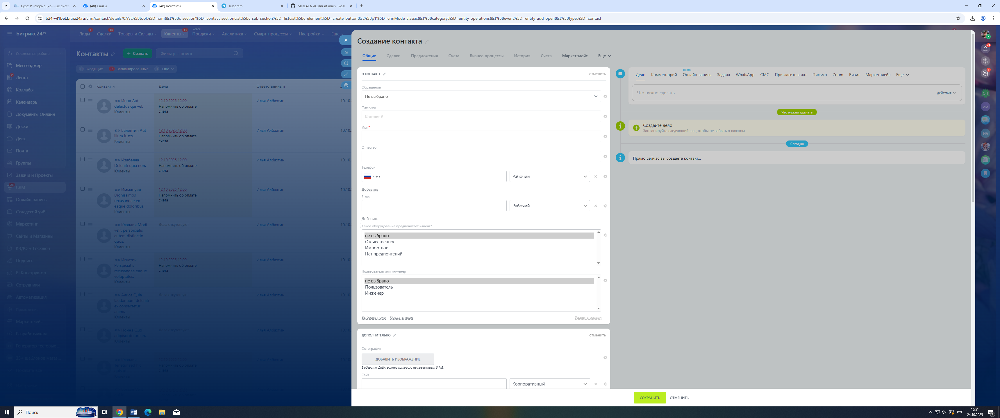 Курс: Информационные систе
(48) Сайты
(48) Контакты
Telegram
MIREA/3/ИСУКК at main · VeXE
b24-wl1bet.bitrix24.ru/crm/contact/details/0/?st%5Btool%5D=crm&st%5Bc_section%5D=contact_section&st%5Bc_sub_section%5D=list&st%5Bc_element%5D=create_button&st%5Bp1%5D=crmMode_classic&st%5Bcategory%5D=entity_operations&st%5Bevent%5D=entity_add_open&st%5Btype%5D=contact
Битрикс24
Лиды 1
Сделки 14
Товары и Склады
Клиенты 13
НОВОЕ
Продажи
Аналитика
Смарт-процессы
Настройки
Еще
Совместная работа
Мессенджер
2
Лента
Коллабы
Календарь
Документы Онлайн
Доски
Диск
Почта
Группы
Задачи и Проекты
28
CRM
Онлайн-запись
Складской учёт
Маркетинг
Сайты и Магазины
КЭДО + Госключ
Подпись
BI Конструктор
Сотрудники
Автоматизация
Маркетплейс
Разработчикам
Генератор тестовых ...
Контакты
+ Создать
Фильтр + поиск
0 Входящие
13 Запланированные
0 Ещё
Контакт
Дела
Ответственный
Инна Aut
delectus qui vel.
Клиенты
12.10.2025 12:00
Напомнить об оплате
счета
Илья Албахтин
10.10.
Валентин Aut
illum iusto.
Клиенты
12.10.2025 12:00
Напомнить об оплате
счета
Илья Албахтин
10.10.
Изабелла
Deleniti quia non.
Клиенты
12.10.2025 12:00
Напомнить об оплате
счета
Илья Албахтин
10.10.
Иммануил
Dignissimos
recusandae ex
eaque doloribus.
Клиенты
12.10.2025 12:00
Напомнить об оплате
счета
Илья Албахтин
10.10.
Клавдия Modi
velit perspiciatis
autem distinctio
quos.
Клиенты
Дела отсутствуют
Илья Албахтин
10.10.
Игнатий
Perspiciatis
recusandae eaque
voluptates.
Клиенты
12.10.2025 12:00
Напомнить об оплате
счета
Илья Албахтин
10.10.
Алиса Quia
laudantium deleniti
ex consectetur
animi.
Клиенты
Дела отсутствуют
Илья Албахтин
10.10.
Нонна Quo
adipisci dolore in.
Клиенты
Дела отсутствуют
Илья Албахтин
Создание контакта
Общие
Сделки
Предложения
Счета
Бизнес-процессы
История
Счета
Маркетплейс
Еще
О КОНТАКТЕ
ОТМЕНИТЬ
Обращение
Не выбрано
Фамилия
Контакт #
Имя*
Отчество
Телефон
+7
Рабочий
Добавить
E-mail
Рабочий
Добавить
Какое оборудование предпочитает клиент?
не выбрано
Отечественное
Импортное
Нет предпочтений
Пользователь или инженер
не выбрано
Пользователь
Инженер
Выбрать поле
Создать поле
Удалить раздел
ДОПОЛНИТЕЛЬНО
ОТМЕНИТЬ
Фотография
ДОБАВИТЬ ИЗОБРАЖЕНИЕ
Выберите файл, размер которого не превышает 3 МБ.
Сайт
Корпоративный
СОХРАНИТЬ
ОТМЕНИТЬ
Дело
Комментарий
НОВОЕ
Онлайн-запись
Задача
WhatsApp
СМС
Пригласить в чат
Письмо
Zoom
Визит
Маркетплейс
Еще
Что нужно сделать
действия
Что нужно сделать
Создайте дело
Запланируйте следующий шаг, чтобы не забыть о важном
Сегодня
Прямо сейчас вы создаёте контакт...
47
1
ОП
ИИ
ИА
Поиск
РУС
16:51
24.10.2025
1